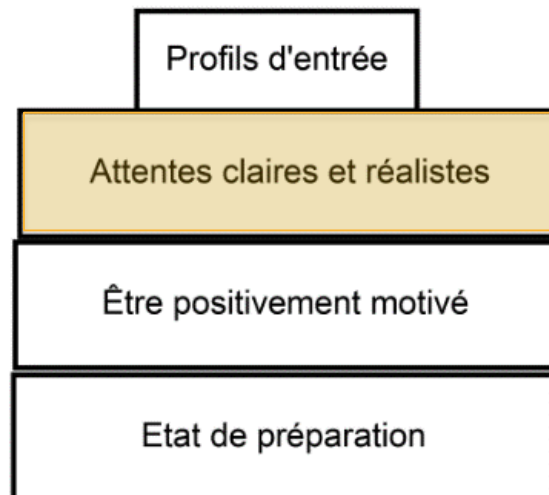 Profils d'entrée
Attentes claires et réalistes
Être positivement motivé
Etat de préparation